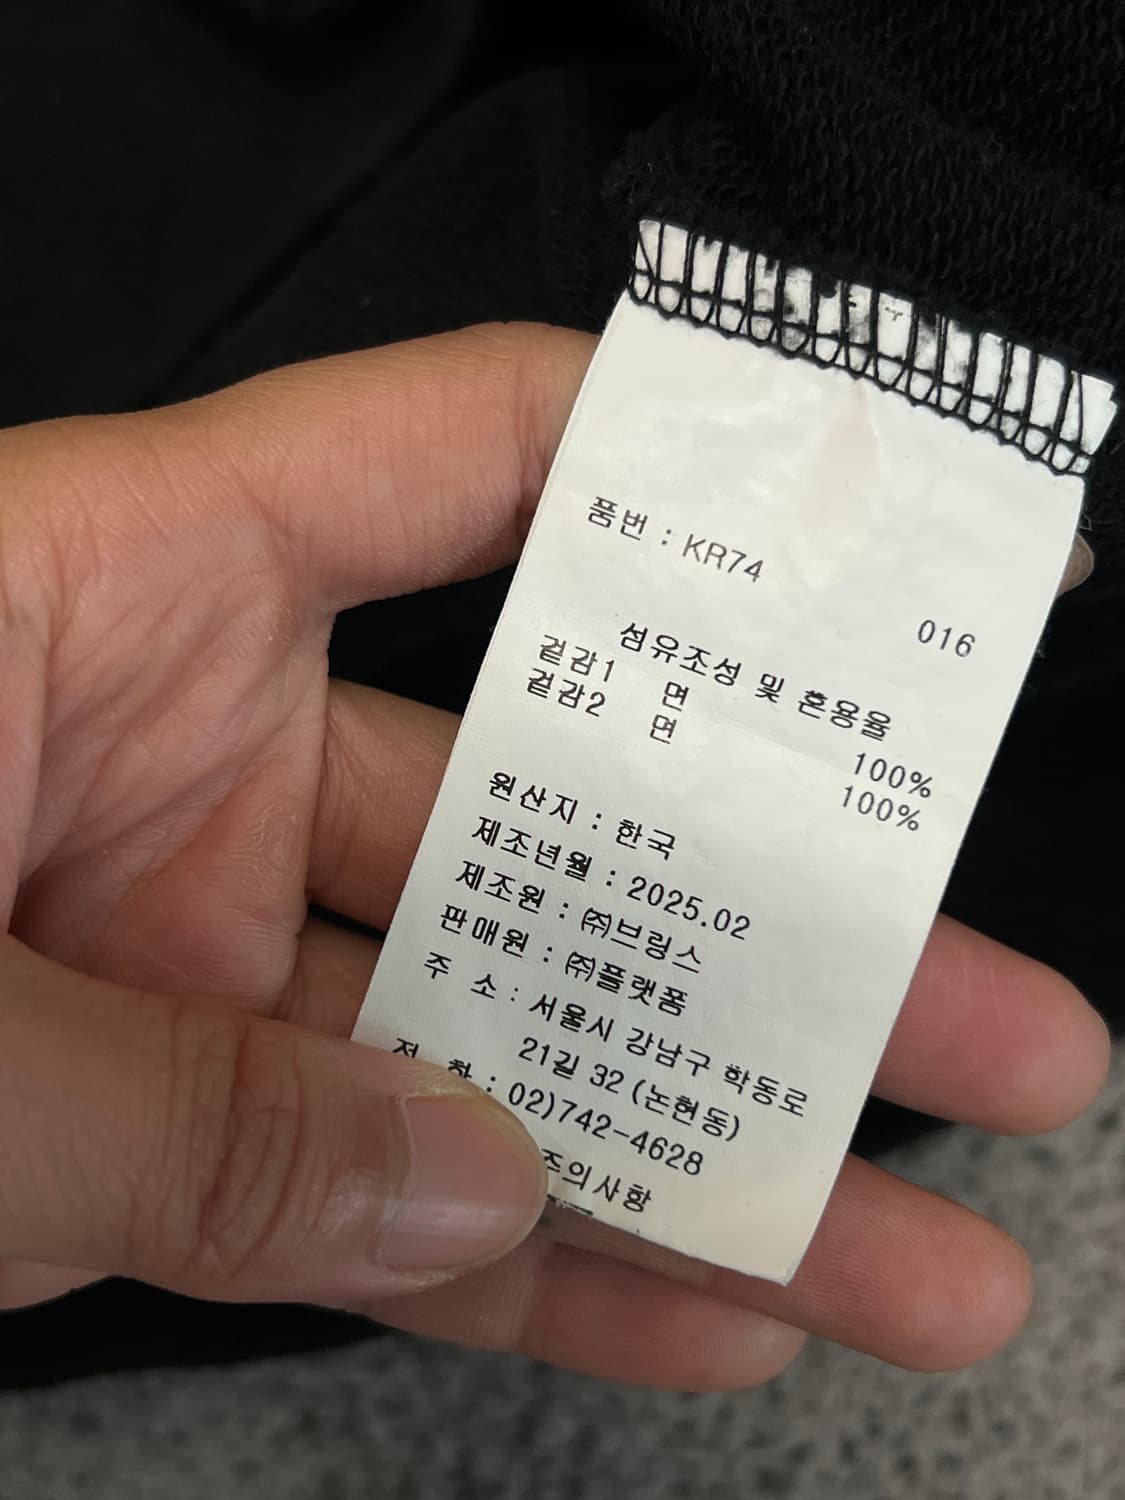 품번 : KR74
016
섬유조성 및 혼용율
겉감1 면 100%
겉감2 면 100%
원산지 : 한국
제조년월 : 2025.02
제조원 : ㈜브링스
판매원 : ㈜플랫폼
주 소 : 서울시 강남구 학동로
21길 32 (논현동)
전 화 : 02)742-4628
주의사항